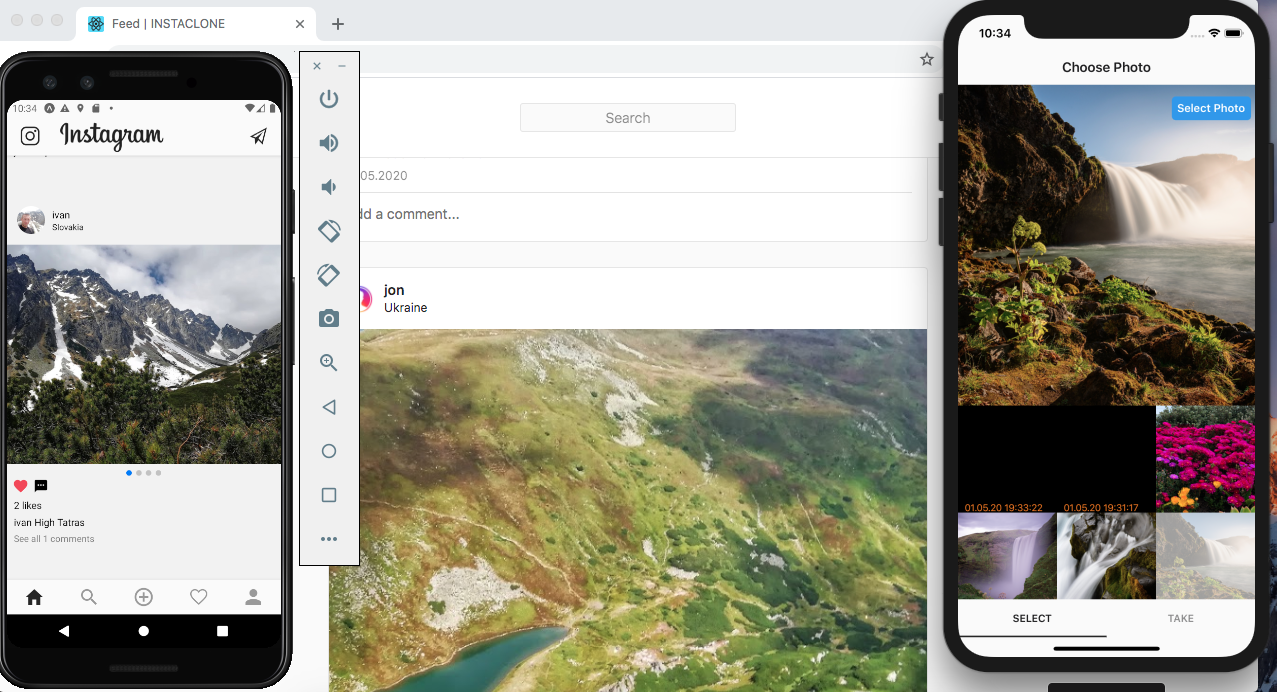 Feed | INSTACLONE
10:34
Instagram
ivan
Slovakia
2 likes
ivan High Tatras
See all 1 comments
Search
05.2020
dd a comment...
jon
Ukraine
10:34
Choose Photo
Select Photo
01.05.20 19:33:22
01.05.20 19:31:17
SELECT
TAKE